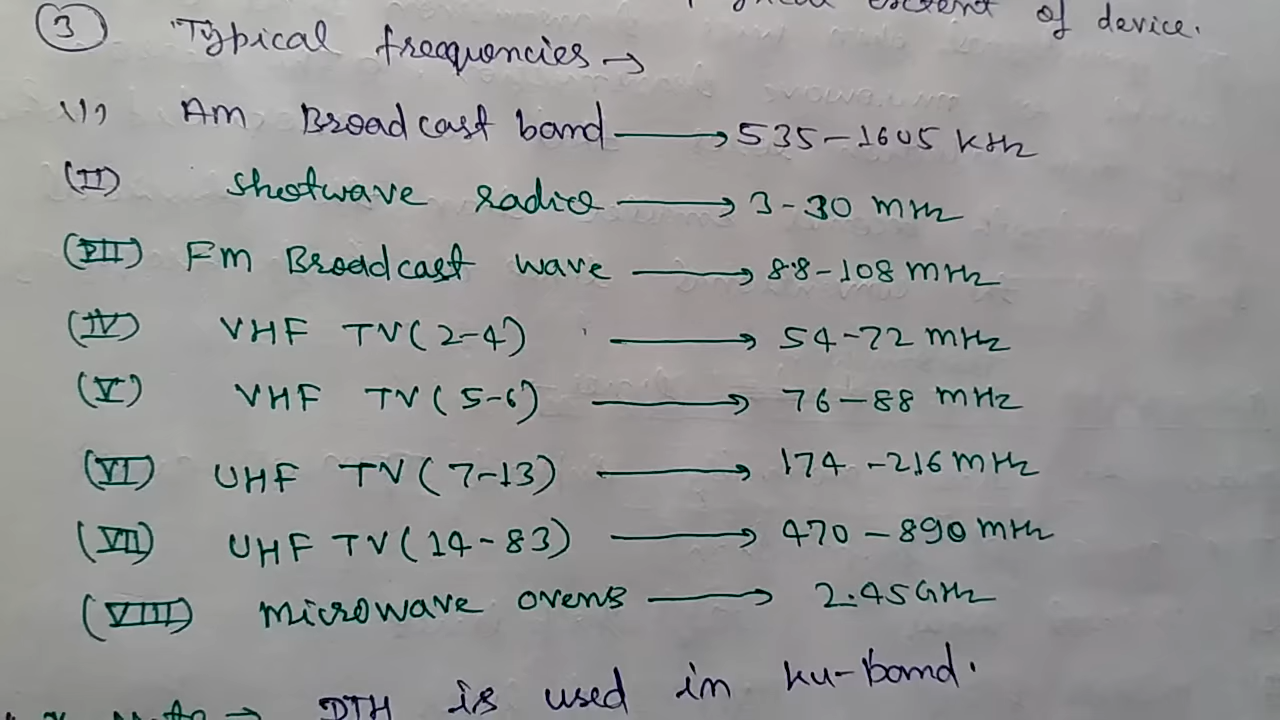 of device.
③ Typical frequencies →
(I) Am Broadcast band → 535-1605 KHz
(II) Shotwave radio → 3-30 mHz
(III) Fm Broadcast wave → 88-108 mHz
(IV) VHF TV (2-4) → 54-72 mHz
(V) VHF TV (5-6) → 76-88 mHz
(VI) UHF TV (7-13) → 174-216 mHz
(VII) UHF TV (14-83) → 470-890 mHz
(VIII) microwave ovens → 2.45 GHz
→ DTH is used in ku-band.